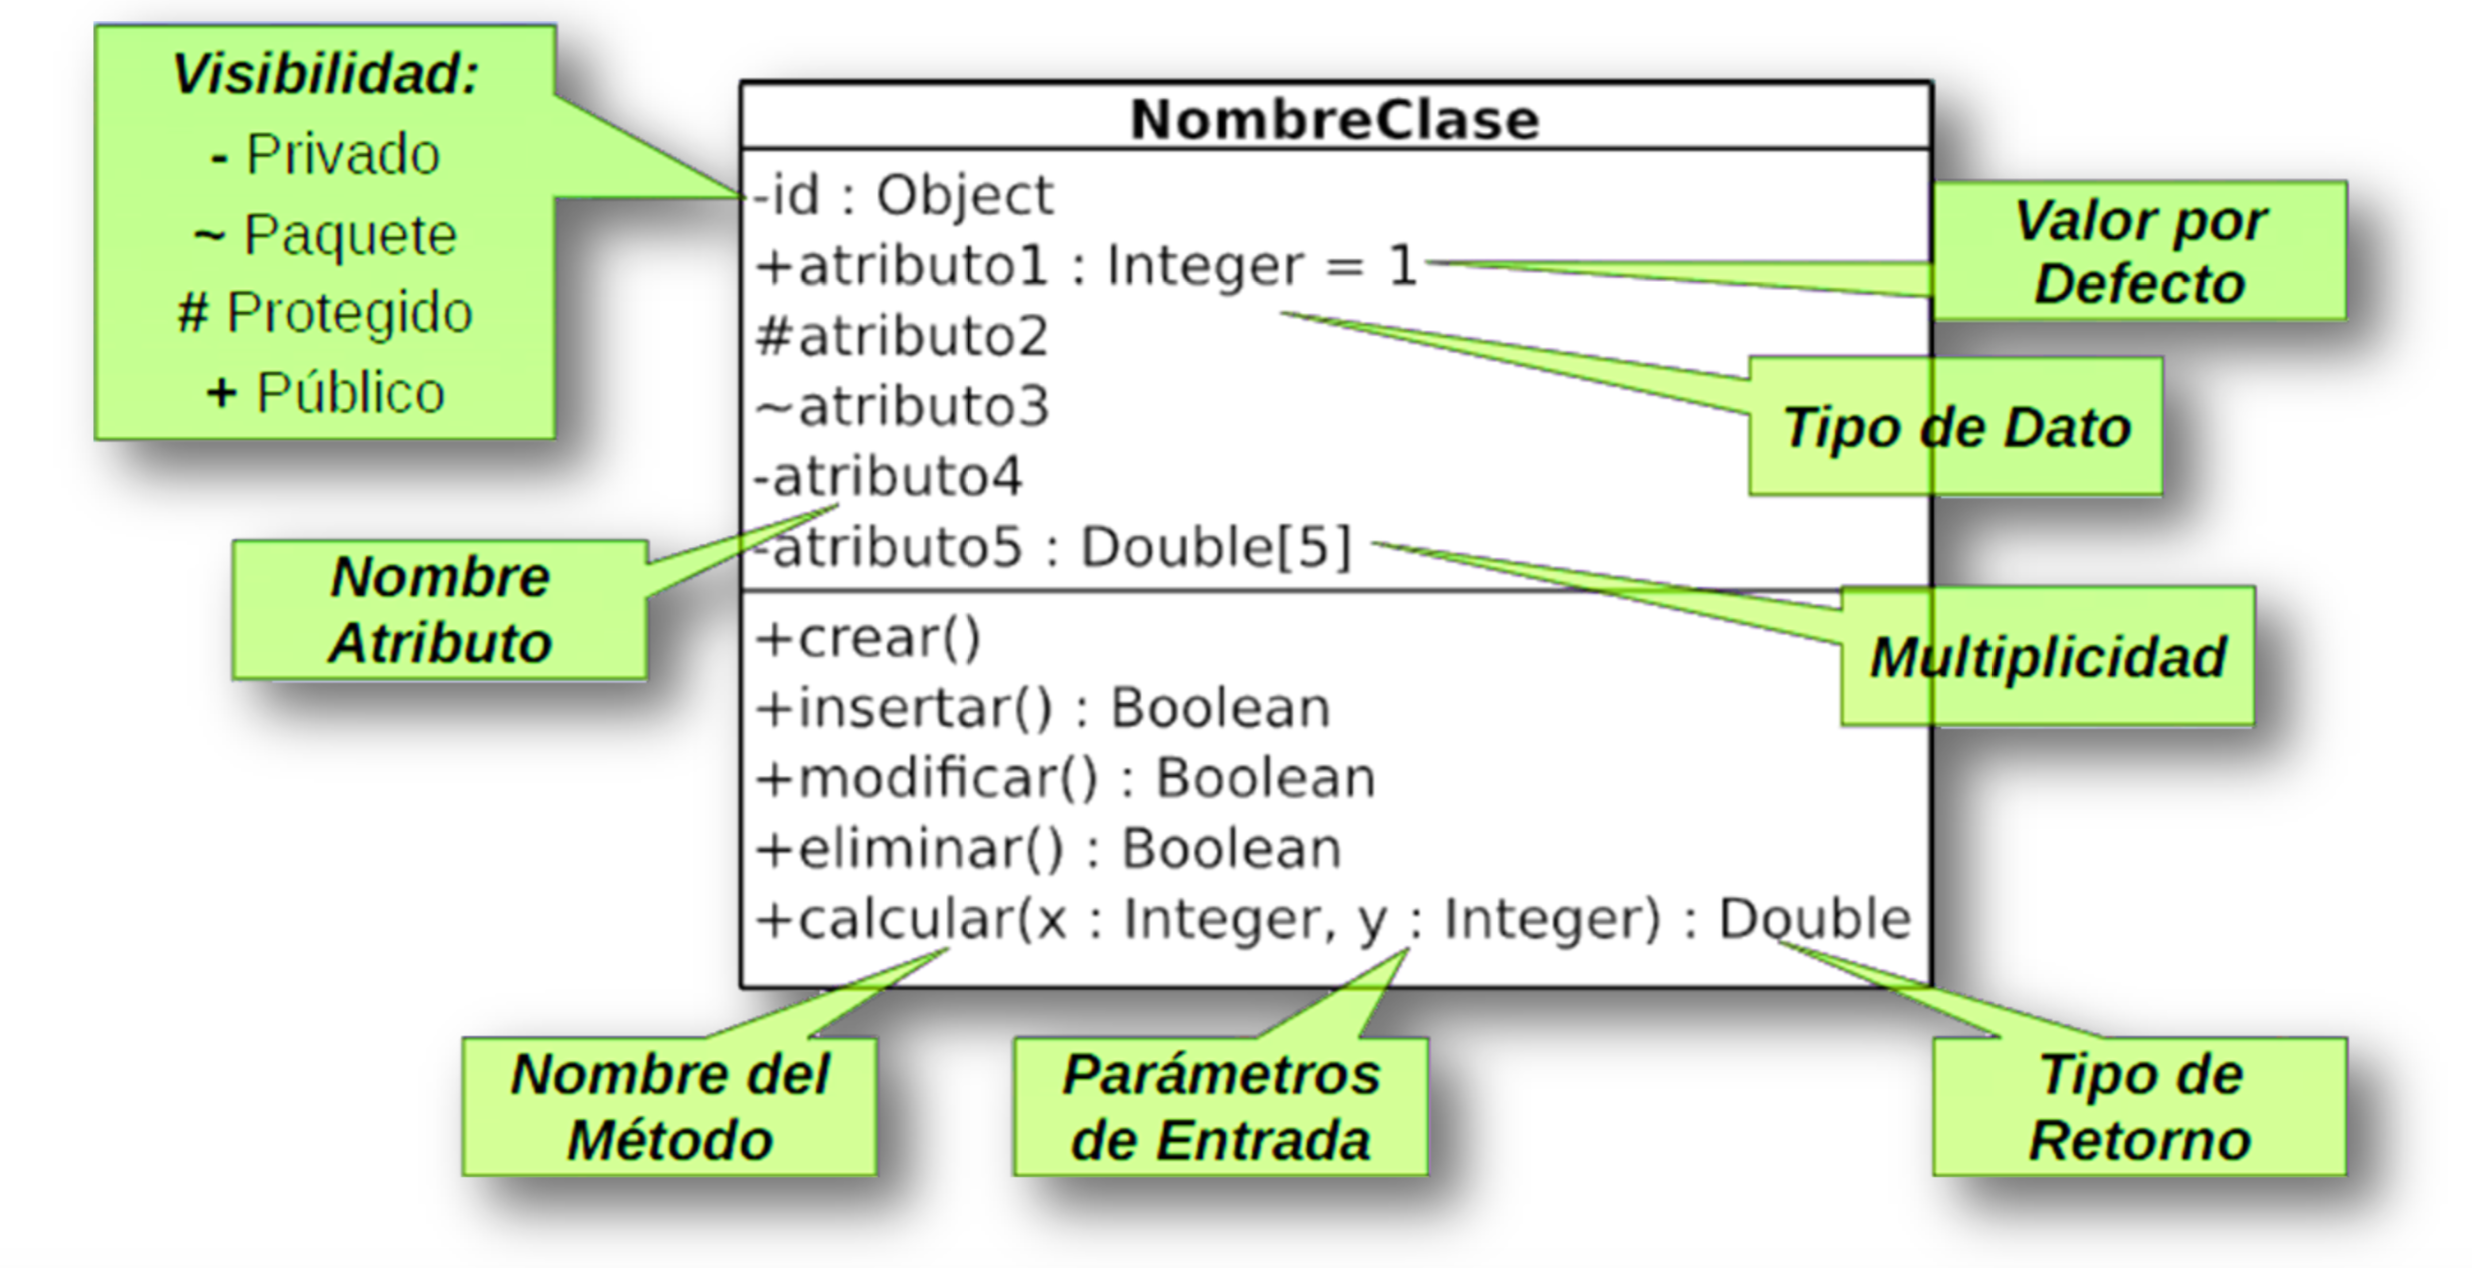 Visibilidad:
- Privado
~ Paquete
# Protegido
+ Público
NombreClase
-id : Object
+atributo1 : Integer = 1
#atributo2
~atributo3
-atributo4
-atributo5 : Double[5]
+crear()
+insertar() : Boolean
+modificar() : Boolean
+eliminar() : Boolean
+calcular(x : Integer, y : Integer) : Double
Valor por
Defecto
Tipo de Dato
Nombre
Atributo
Multiplicidad
Nombre del
Método
Parámetros
de Entrada
Tipo de
Retorno